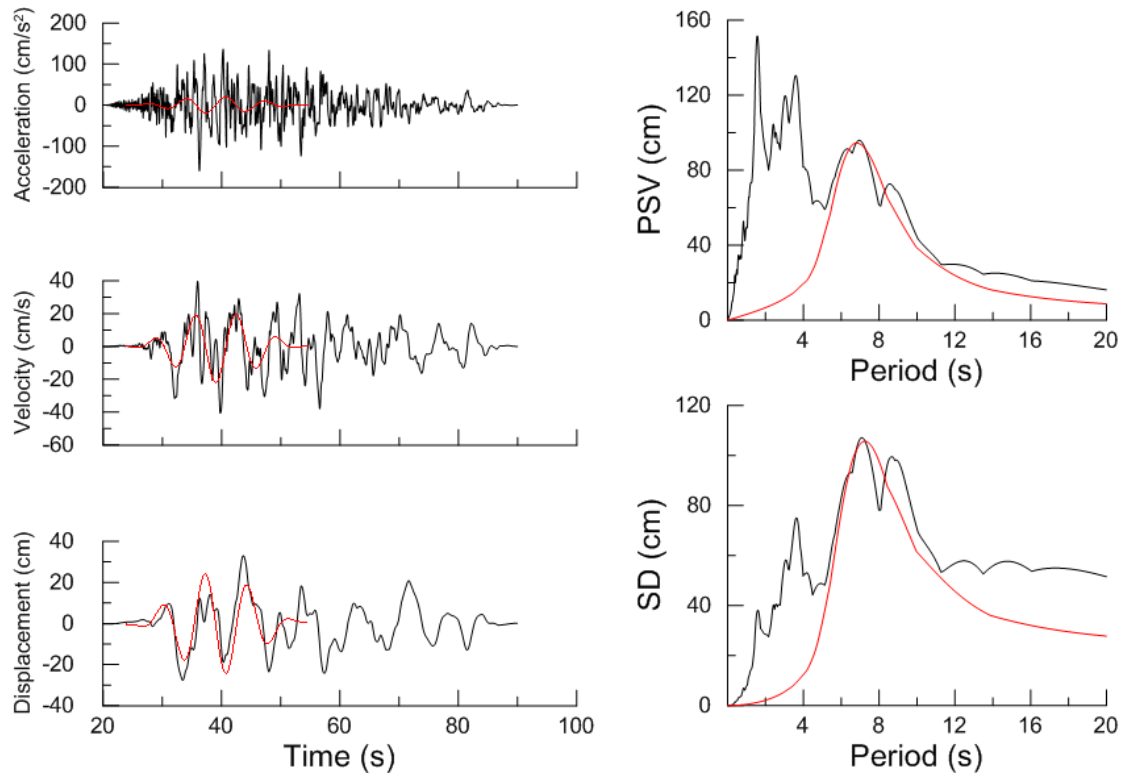 Acceleration (cm/s²)
200
100
0
-100
-200
Velocity (cm/s)
40
20
0
-20
-40
-60
Displacement (cm)
40
20
0
-20
-40
20 40 60 80 100
Time (s)
PSV (cm)
160
120
80
40
0
4 8 12 16 20
Period (s)
SD (cm)
120
80
40
0
4 8 12 16 20
Period (s)